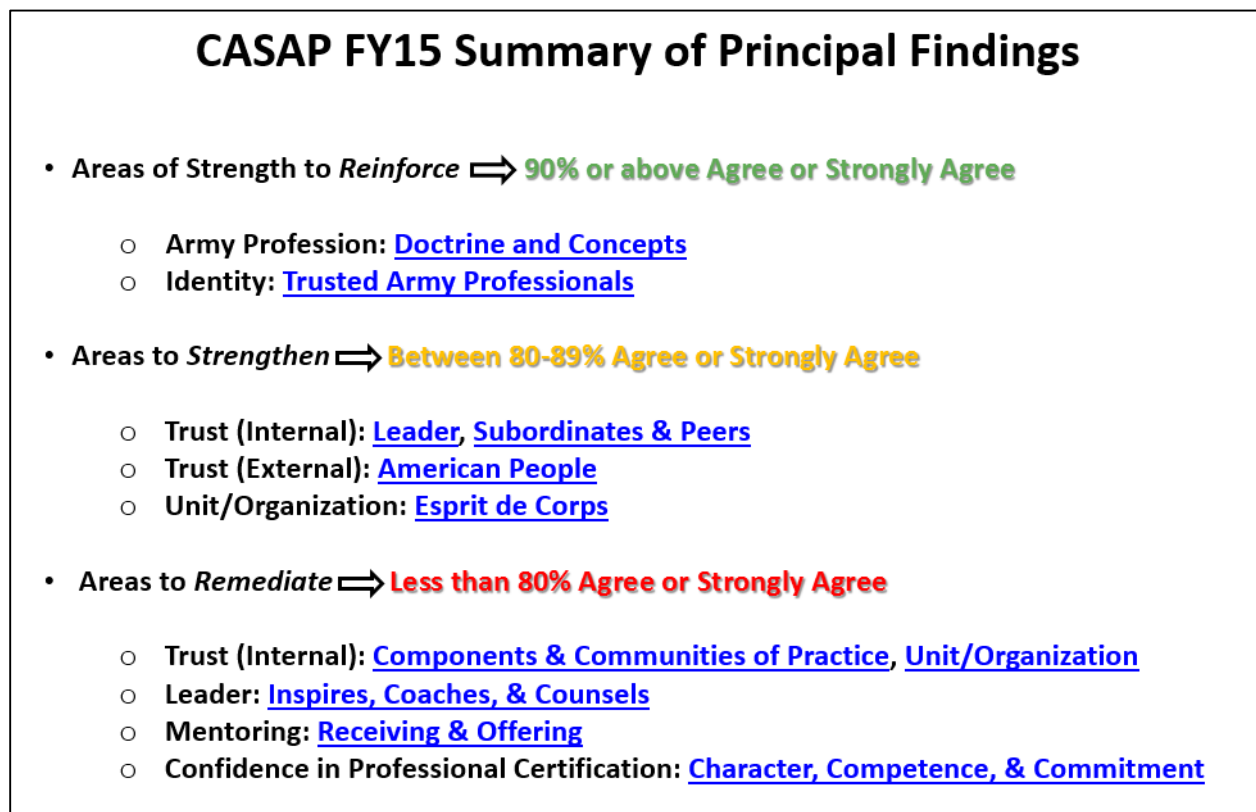 CASAP FY15 Summary of Principal Findings
• Areas of Strength to Reinforce ⇨ 90% or above Agree or Strongly Agree
o Army Profession: Doctrine and Concepts
o Identity: Trusted Army Professionals
• Areas to Strengthen ⇨ Between 80-89% Agree or Strongly Agree
o Trust (Internal): Leader, Subordinates & Peers
o Trust (External): American People
o Unit/Organization: Esprit de Corps
• Areas to Remediate ⇨ Less than 80% Agree or Strongly Agree
o Trust (Internal): Components & Communities of Practice, Unit/Organization
o Leader: Inspires, Coaches, & Counsels
o Mentoring: Receiving & Offering
o Confidence in Professional Certification: Character, Competence, & Commitment